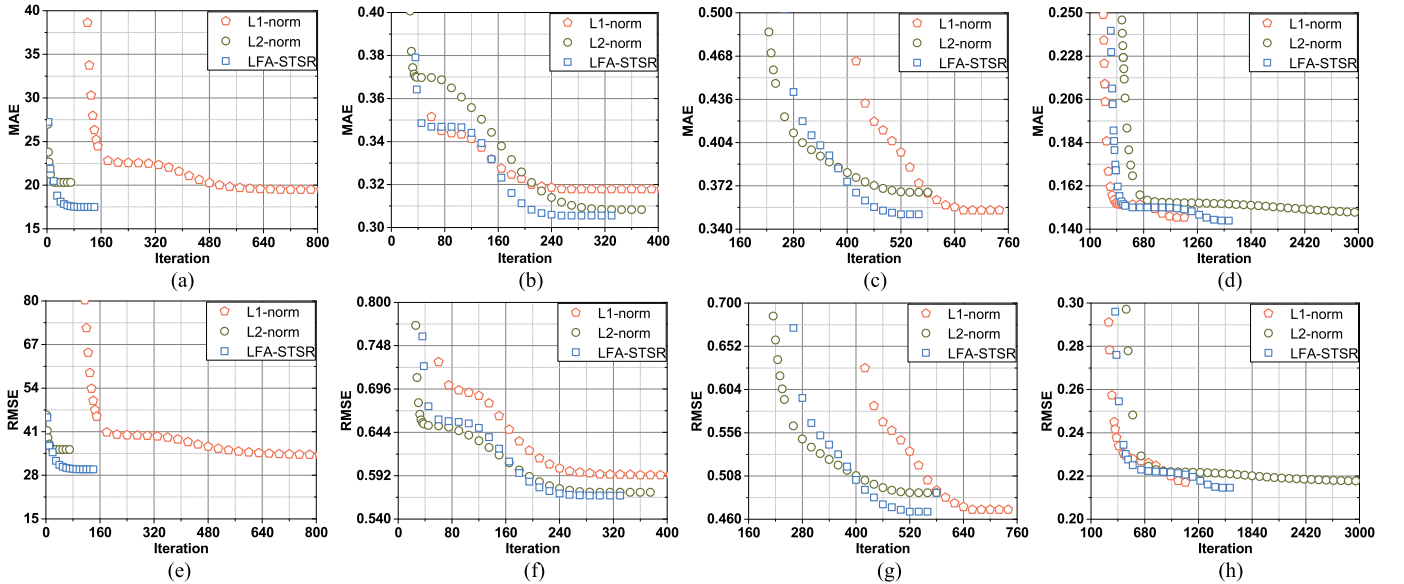 MAE
40
35
30
25
20
15
L1-norm
L2-norm
LFA-STSR
0 160 320 480 640 800
Iteration
(a)
MAE
0.40
0.38
0.36
0.34
0.32
0.30
L1-norm
L2-norm
LFA-STSR
0 80 160 240 320 400
Iteration
(b)
MAE
0.500
0.468
0.436
0.404
0.372
0.340
L1-norm
L2-norm
LFA-STSR
160 280 400 520 640 760
Iteration
(c)
MAE
0.250
0.228
0.206
0.184
0.162
0.140
L1-norm
L2-norm
LFA-STSR
100 680 1260 1840 2420 3000
Iteration
(d)
RMSE
80
67
54
41
28
15
L1-norm
L2-norm
LFA-STSR
0 160 320 480 640 800
Iteration
(e)
RMSE
0.800
0.748
0.696
0.644
0.592
0.540
L1-norm
L2-norm
LFA-STSR
0 80 160 240 320 400
Iteration
(f)
RMSE
0.700
0.652
0.604
0.556
0.508
0.460
L1-norm
L2-norm
LFA-STSR
160 280 400 520 640 760
Iteration
(g)
RMSE
0.30
0.28
0.26
0.24
0.22
0.20
L1-norm
L2-norm
LFA-STSR
100 680 1260 1840 2420 3000
Iteration
(h)